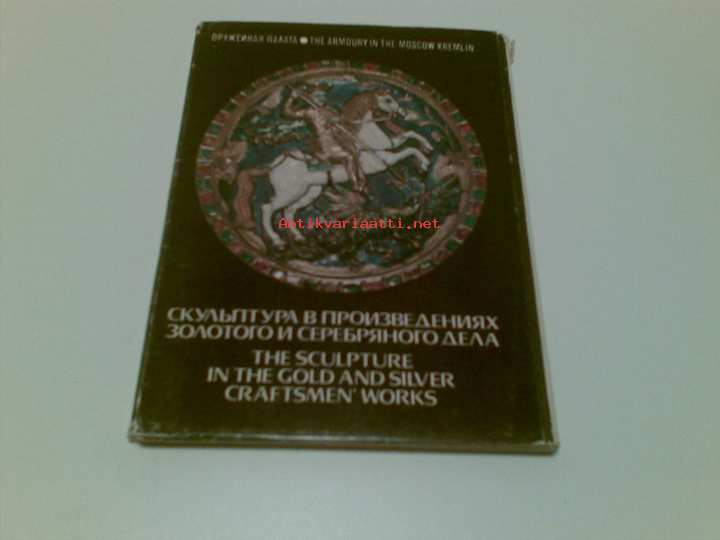 ОРУЖЕЙНАЯ ПАЛАТА ● THE ARMOURY IN THE MOSCOW KREMLIN
Antikvariaatti.net
СКУЛЬПТУРА В ПРОИЗВЕДЕНИЯХ
ЗОЛОТОГО И СЕРЕБРЯНОГО ДЕЛА
THE SCULPTURE
IN THE GOLD AND SILVER
CRAFTSMEN' WORKS